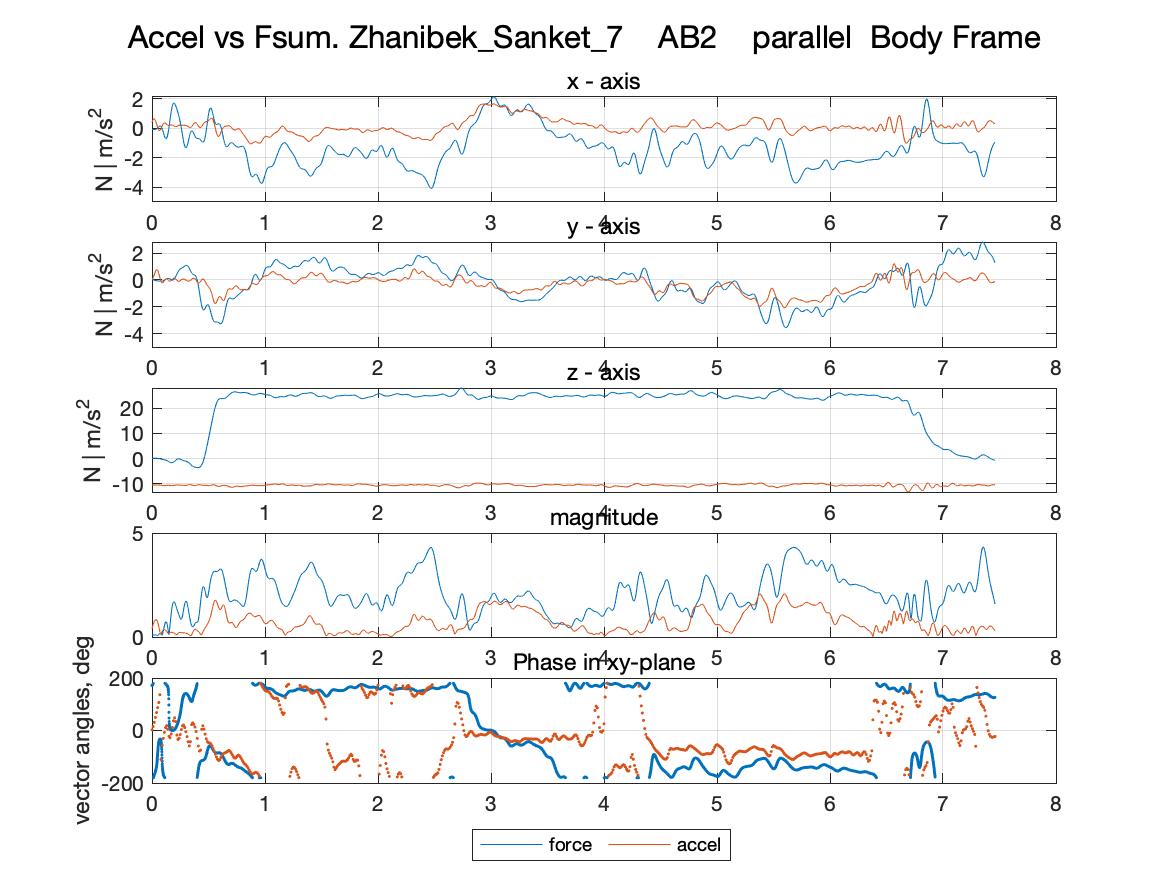 Accel vs Fsum. Zhanibek_Sanket_7 AB2 parallel Body Frame
x - axis
N | m/s2
2
0
-2
-4
0 1 2 3 4 5 6 7 8
y - axis
N | m/s2
2
0
-2
-4
0 1 2 3 4 5 6 7 8
z - axis
N | m/s2
20
10
0
-10
0 1 2 3 4 5 6 7 8
magnitude
5
0
0 1 2 3 4 5 6 7 8
Phase in xy-plane
vector angles, deg
200
0
-200
0 1 2 3 4 5 6 7 8
force accel